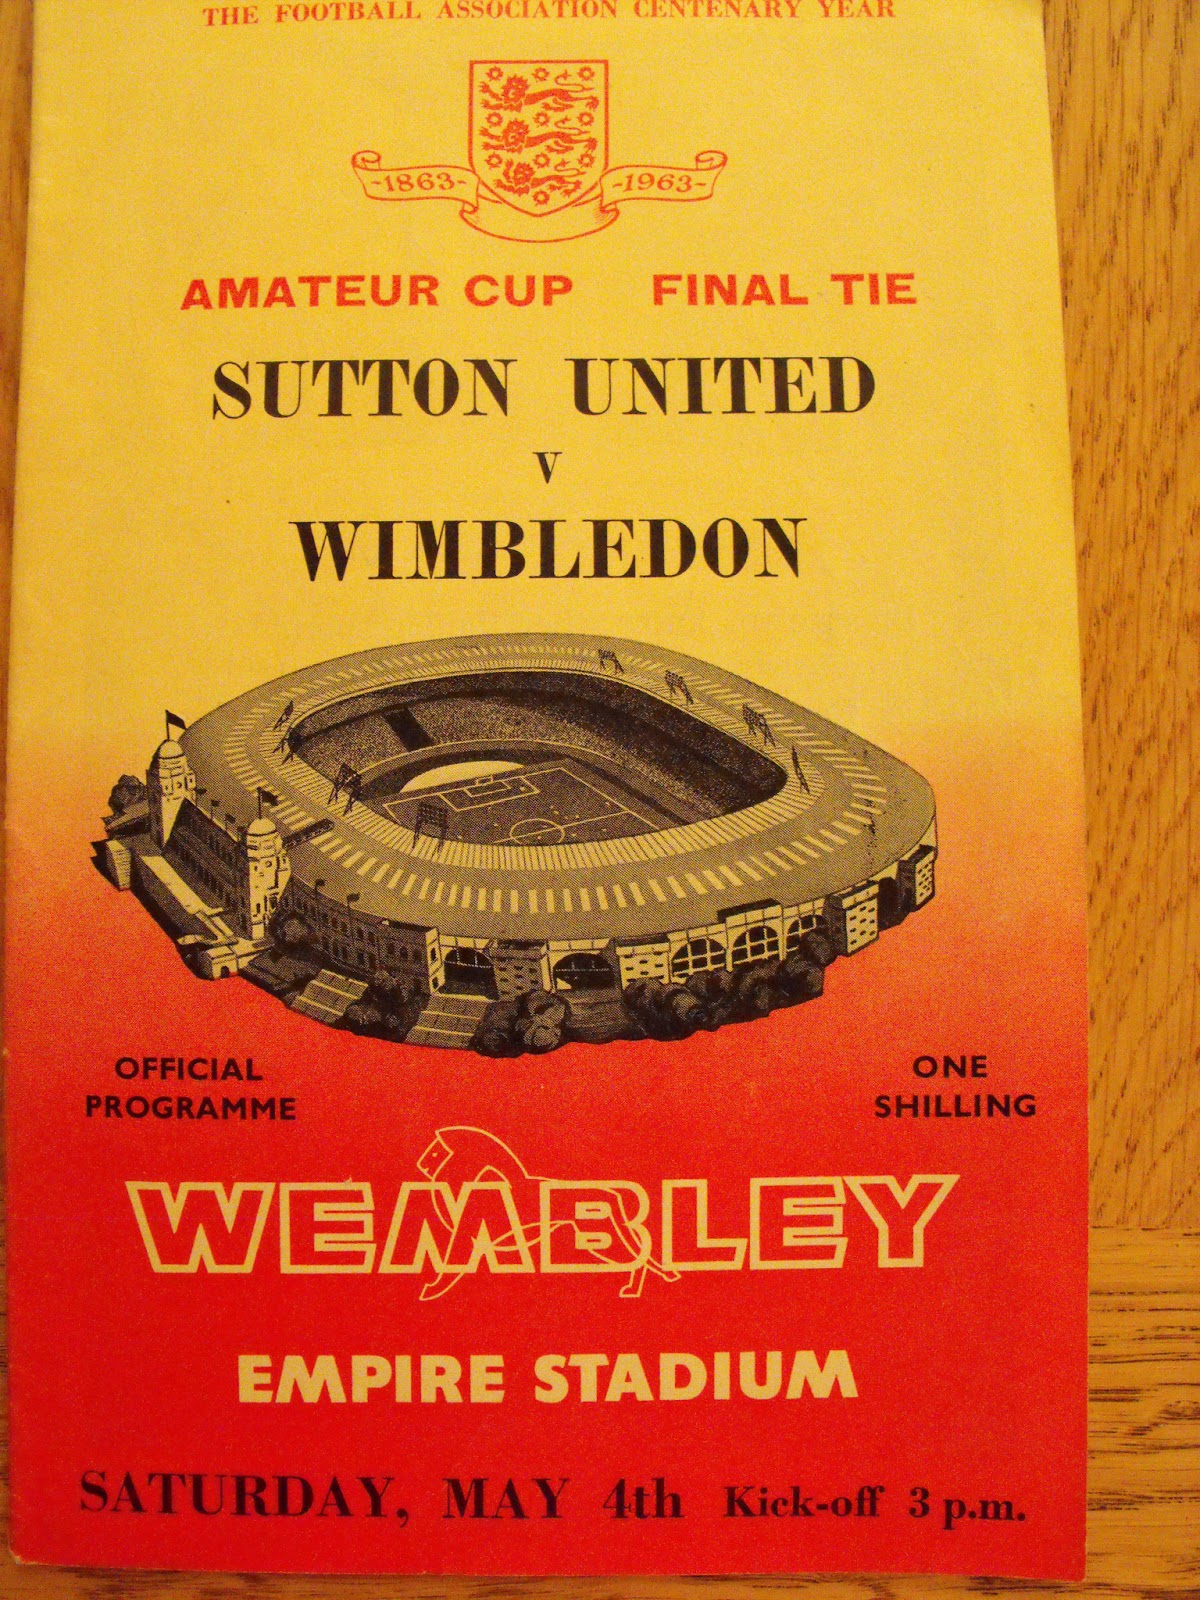 THE FOOTBALL ASSOCIATION CENTENARY YEAR
-1863- -1963-
AMATEUR CUP FINAL TIE
SUTTON UNITED
V
WIMBLEDON
OFFICIAL PROGRAMME
ONE SHILLING
WEMBLEY
EMPIRE STADIUM
SATURDAY, MAY 4th Kick-off 3 p.m.